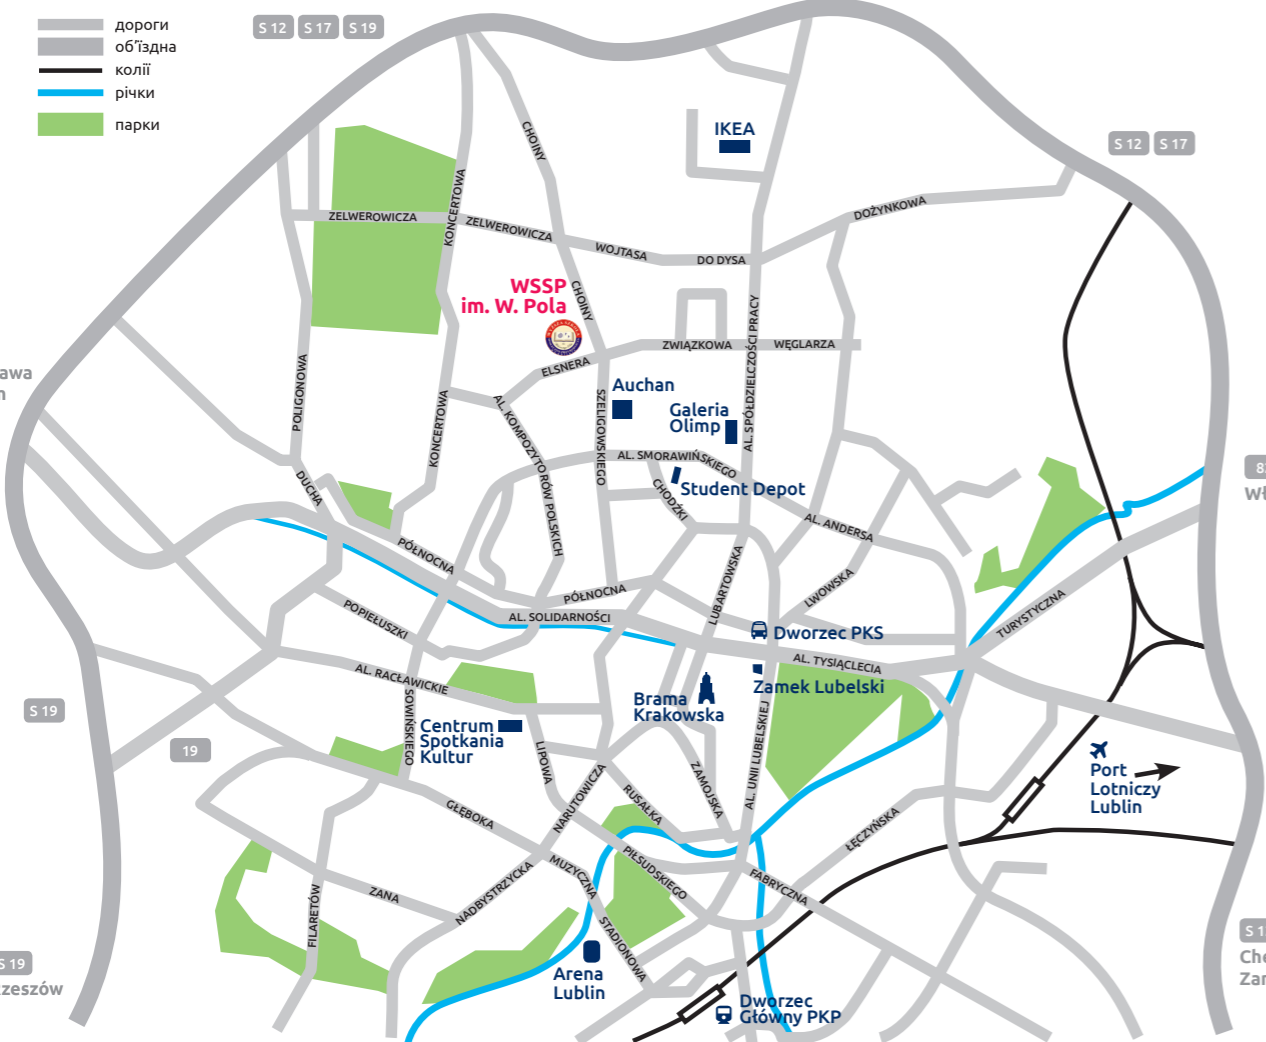 дороги
об’їздна
колії
річки
парки
S 12
S 17
S 19
S 12
S 17
IKEA
CHOINY
KONCERTOWA
ZELWEROWICZA
ZELWEROWICZA
WOJTASA
DO DYSA
DOŻYNKOWA
WSSP
im. W. Pola
CHOINY
ZWIĄZKOWA
WĘGLARZA
ELSNERA
POLIGONOWA
KONCERTOWA
AL. KOMPOZYTORÓW POLSKICH
SZELIGOWSKIEGO
Auchan
Galeria
Olimp
AL. SPÓŁDZIELCZOŚCI PRACY
AL. SMORAWIŃSKIEGO
Student Depot
CHODŹKI
DUCHA
AL. ANDERSA
PÓŁNOCNA
PÓŁNOCNA
LUBARTOWSKA
LWOWSKA
POPIEŁUSZKI
AL. SOLIDARNOŚCI
TURYSTYCZNA
Dworzec PKS
AL. TYSIĄCLECIA
Zamek Lubelski
AL. RACŁAWICKIE
SOWIŃSKIEGO
Brama
Krakowska
S 19
19
Centrum
Spotkania
Kultur
LIPOWA
NARUTOWICZA
RUSAŁKA
ZAMOJSKA
AL. UNII LUBELSKIEJ
Port
Lotniczy
Lublin
GŁĘBOKA
ŁĘCZYŃSKA
MUZYCZNA
PIŁSUDSKIEGO
FABRYCZNA
ZANA
NADBYSTRZYCKA
FILARETÓW
STADIONOWA
Arena
Lublin
S 19
Dworzec
Główny PKP